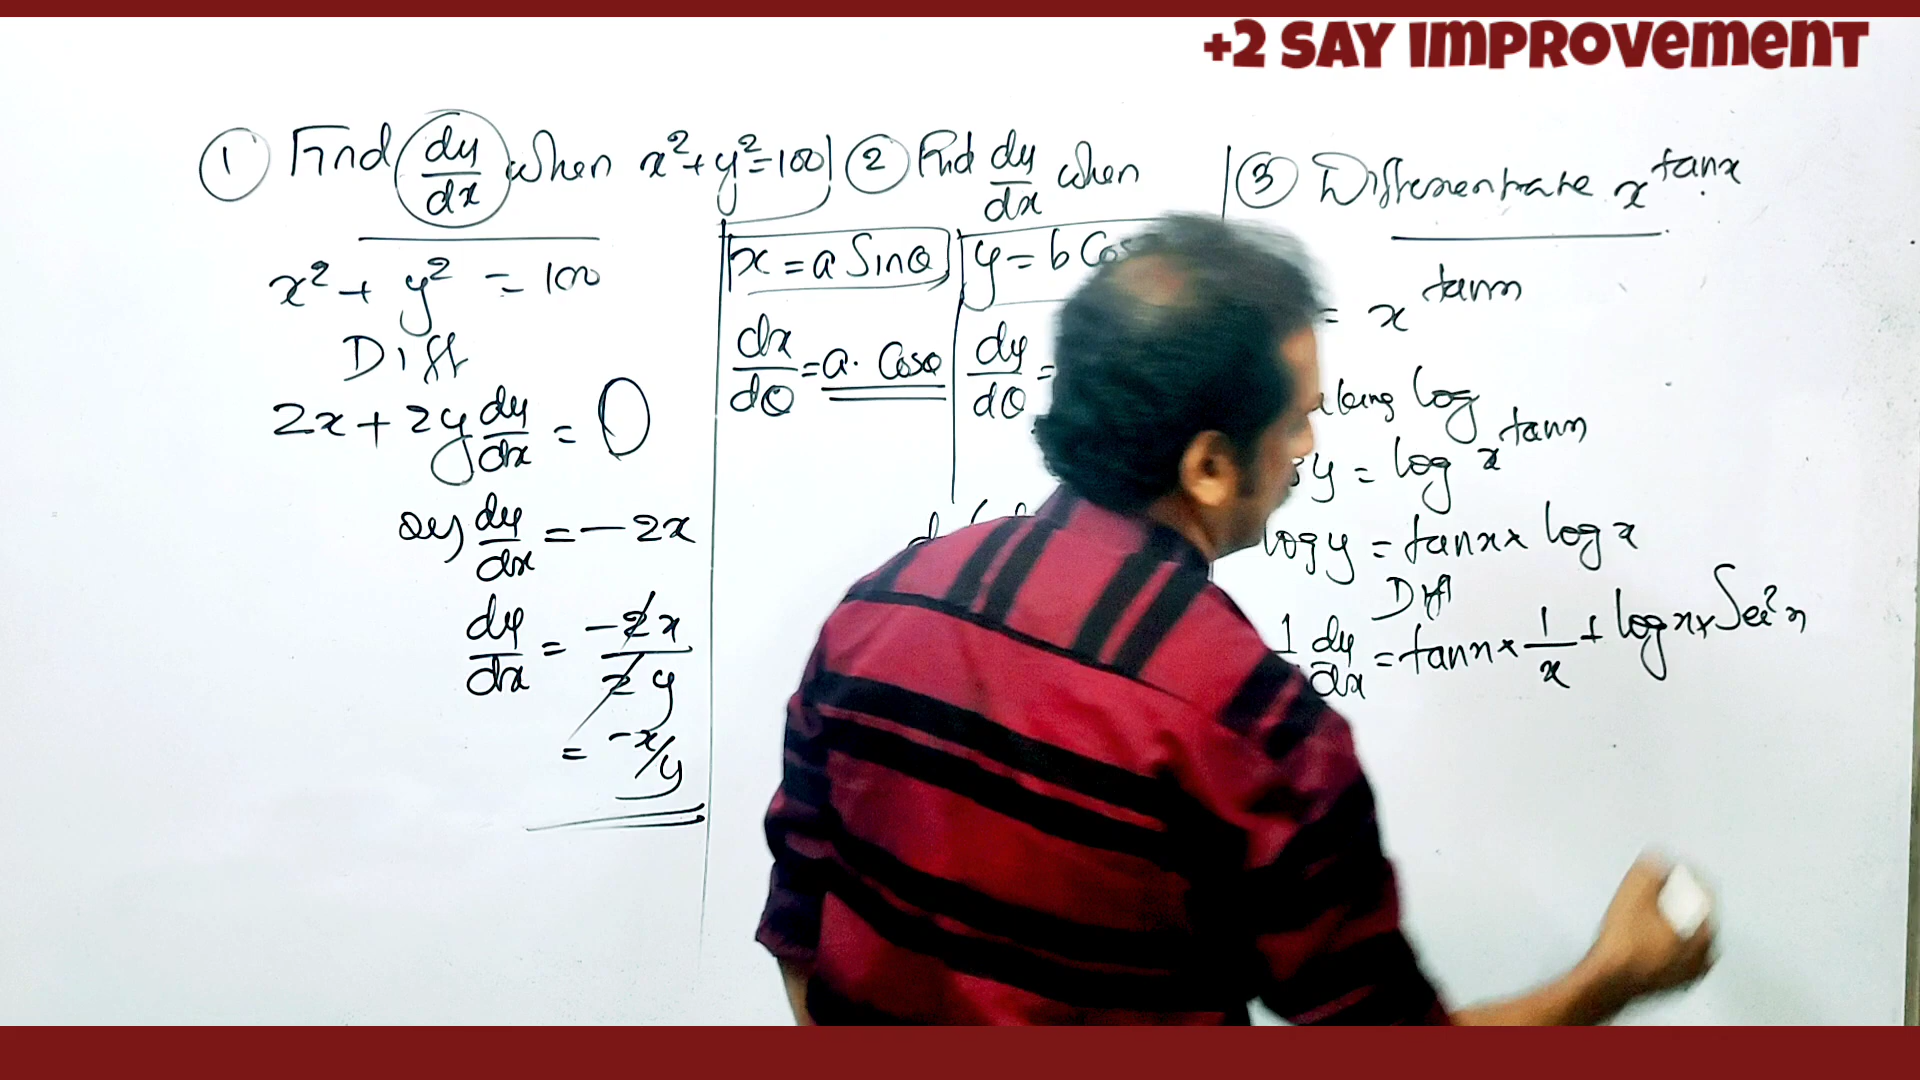 +2 SAY IMPROVEMENT
① Find dy/dx when x² + y² = 100
x² + y² = 100
Diff
2x + 2y dy/dx = 0
2y dy/dx = -2x
dy/dx = -2x/2y
= -x/y
② Find dy/dx when
x = a Sinθ y = b Cos
dx/dθ = a. Cosθ dy/dθ =
③ Differentiate x^tanx
= x^tanx
log
y = log x^tanx
log y = tanx × log x
Diff
1 dy/dx = tanx × 1/x + logx × Sec²x